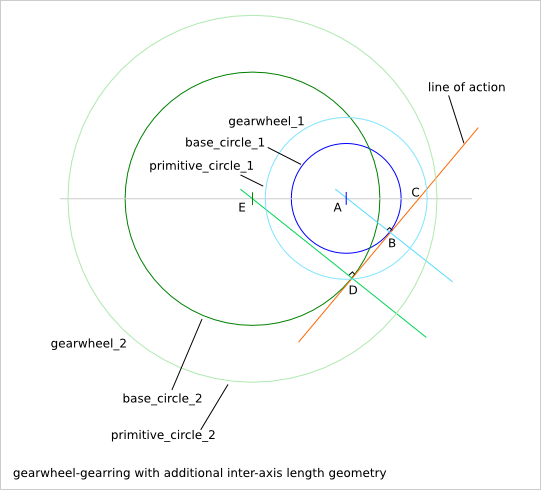 line of action
gearwheel_1
base_circle_1
primitive_circle_1
C
E
A
B
D
gearwheel_2
base_circle_2
primitive_circle_2
gearwheel-gearring with additional inter-axis length geometry